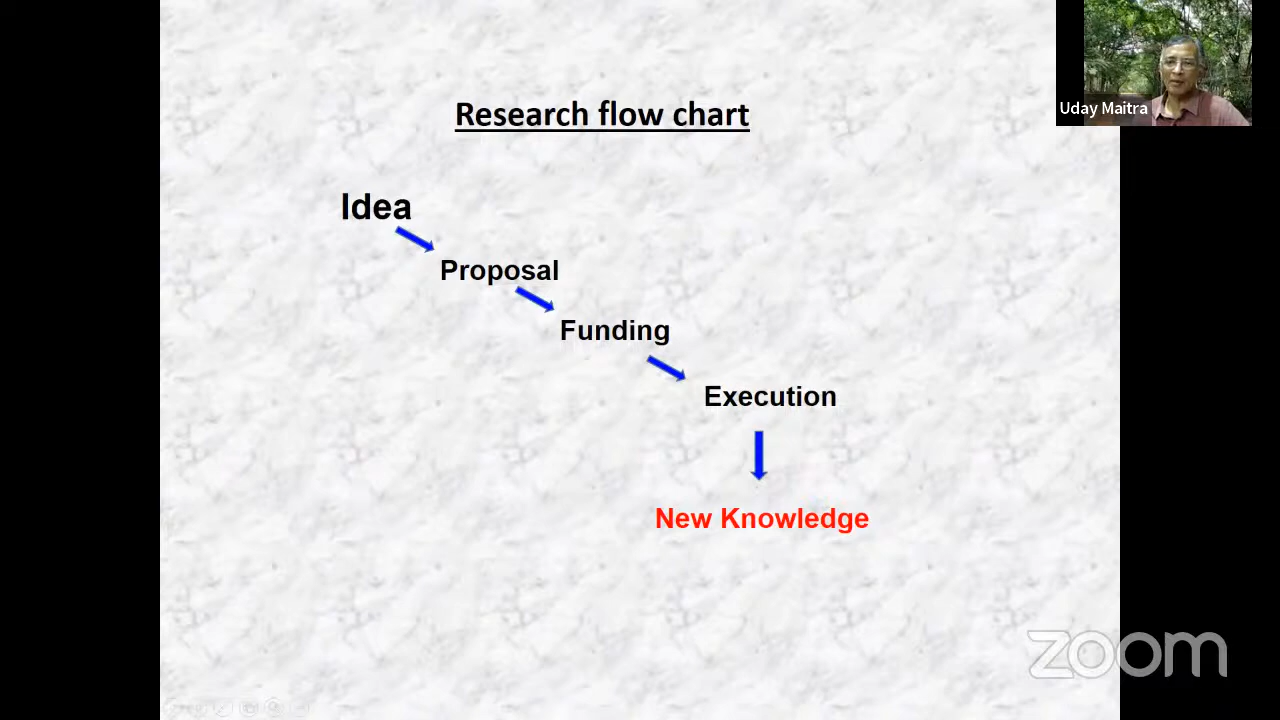 Research flow chart
Uday Maitra
Idea
Proposal
Funding
Execution
New Knowledge
zoom